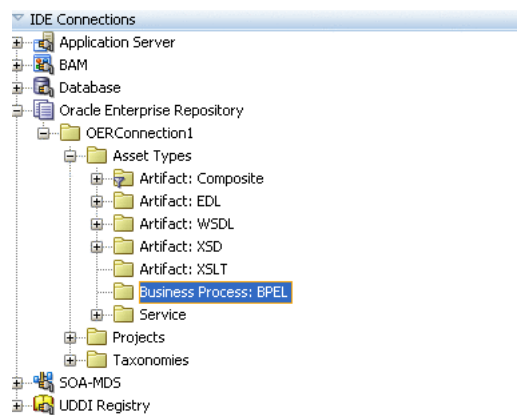 IDE Connections
Application Server
BAM
Database
Oracle Enterprise Repository
OERConnection1
Asset Types
Artifact: Composite
Artifact: EDL
Artifact: WSDL
Artifact: XSD
Artifact: XSLT
Business Process: BPEL
Service
Projects
Taxonomies
SOA-MDS
UDDI Registry